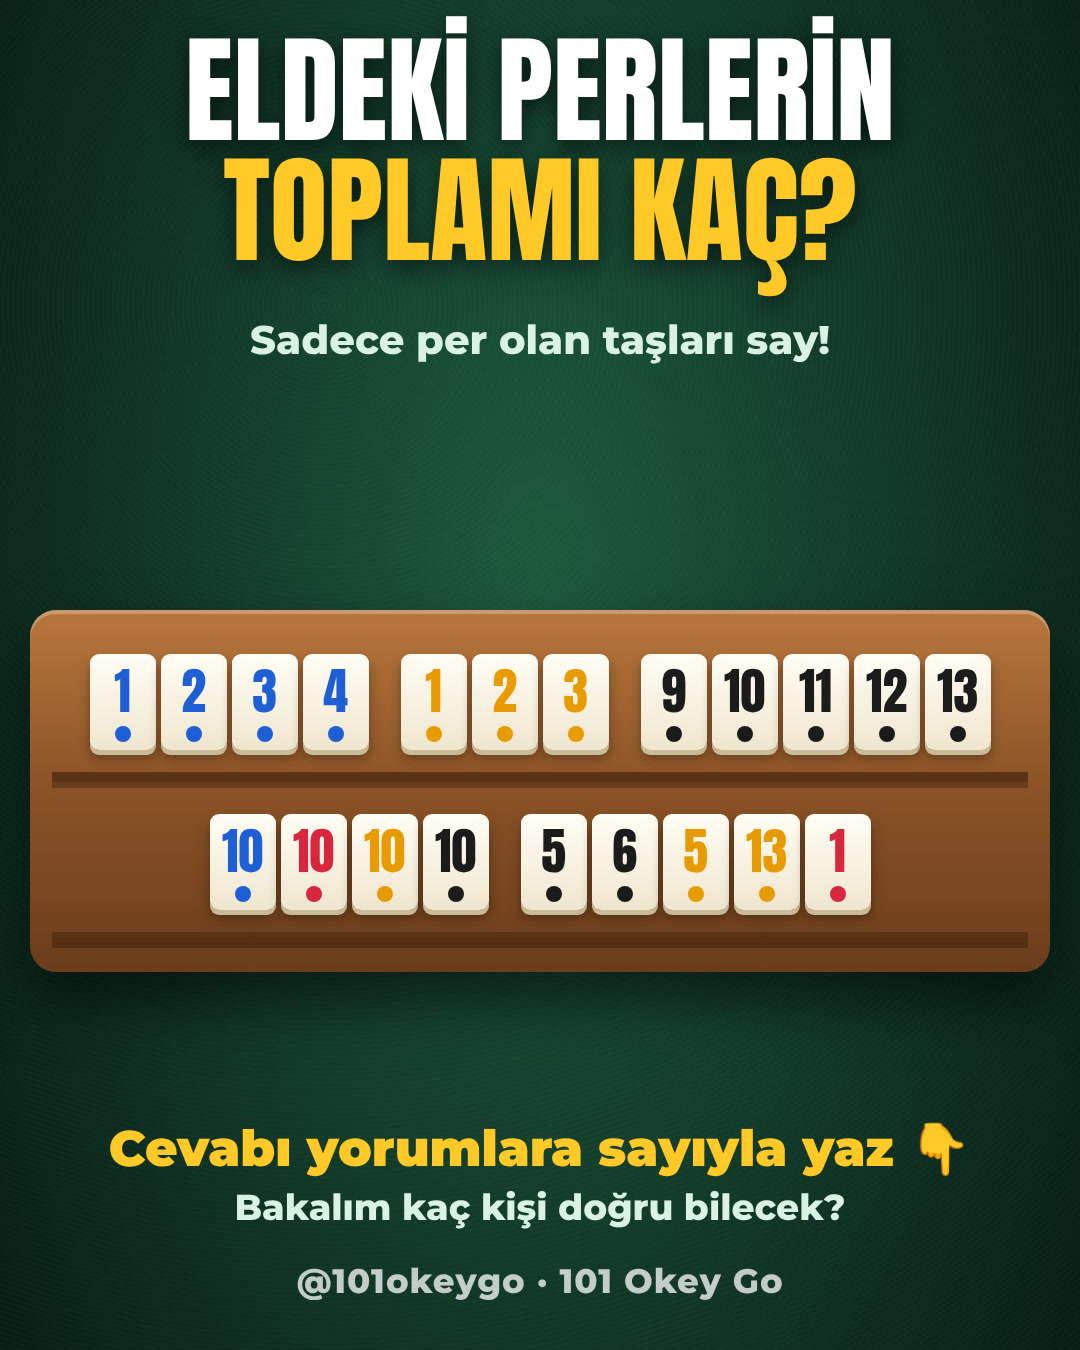 ELDEKİ PERLERİN
TOPLAMI KAÇ?
Sadece per olan taşları say!
1 2 3 4 1 2 3 9 10 11 12 13
10 10 10 10 5 6 5 13 1
Cevabı yorumlara sayıyla yaz 👇
Bakalım kaç kişi doğru bilecek?
@101okeygo · 101 Okey Go